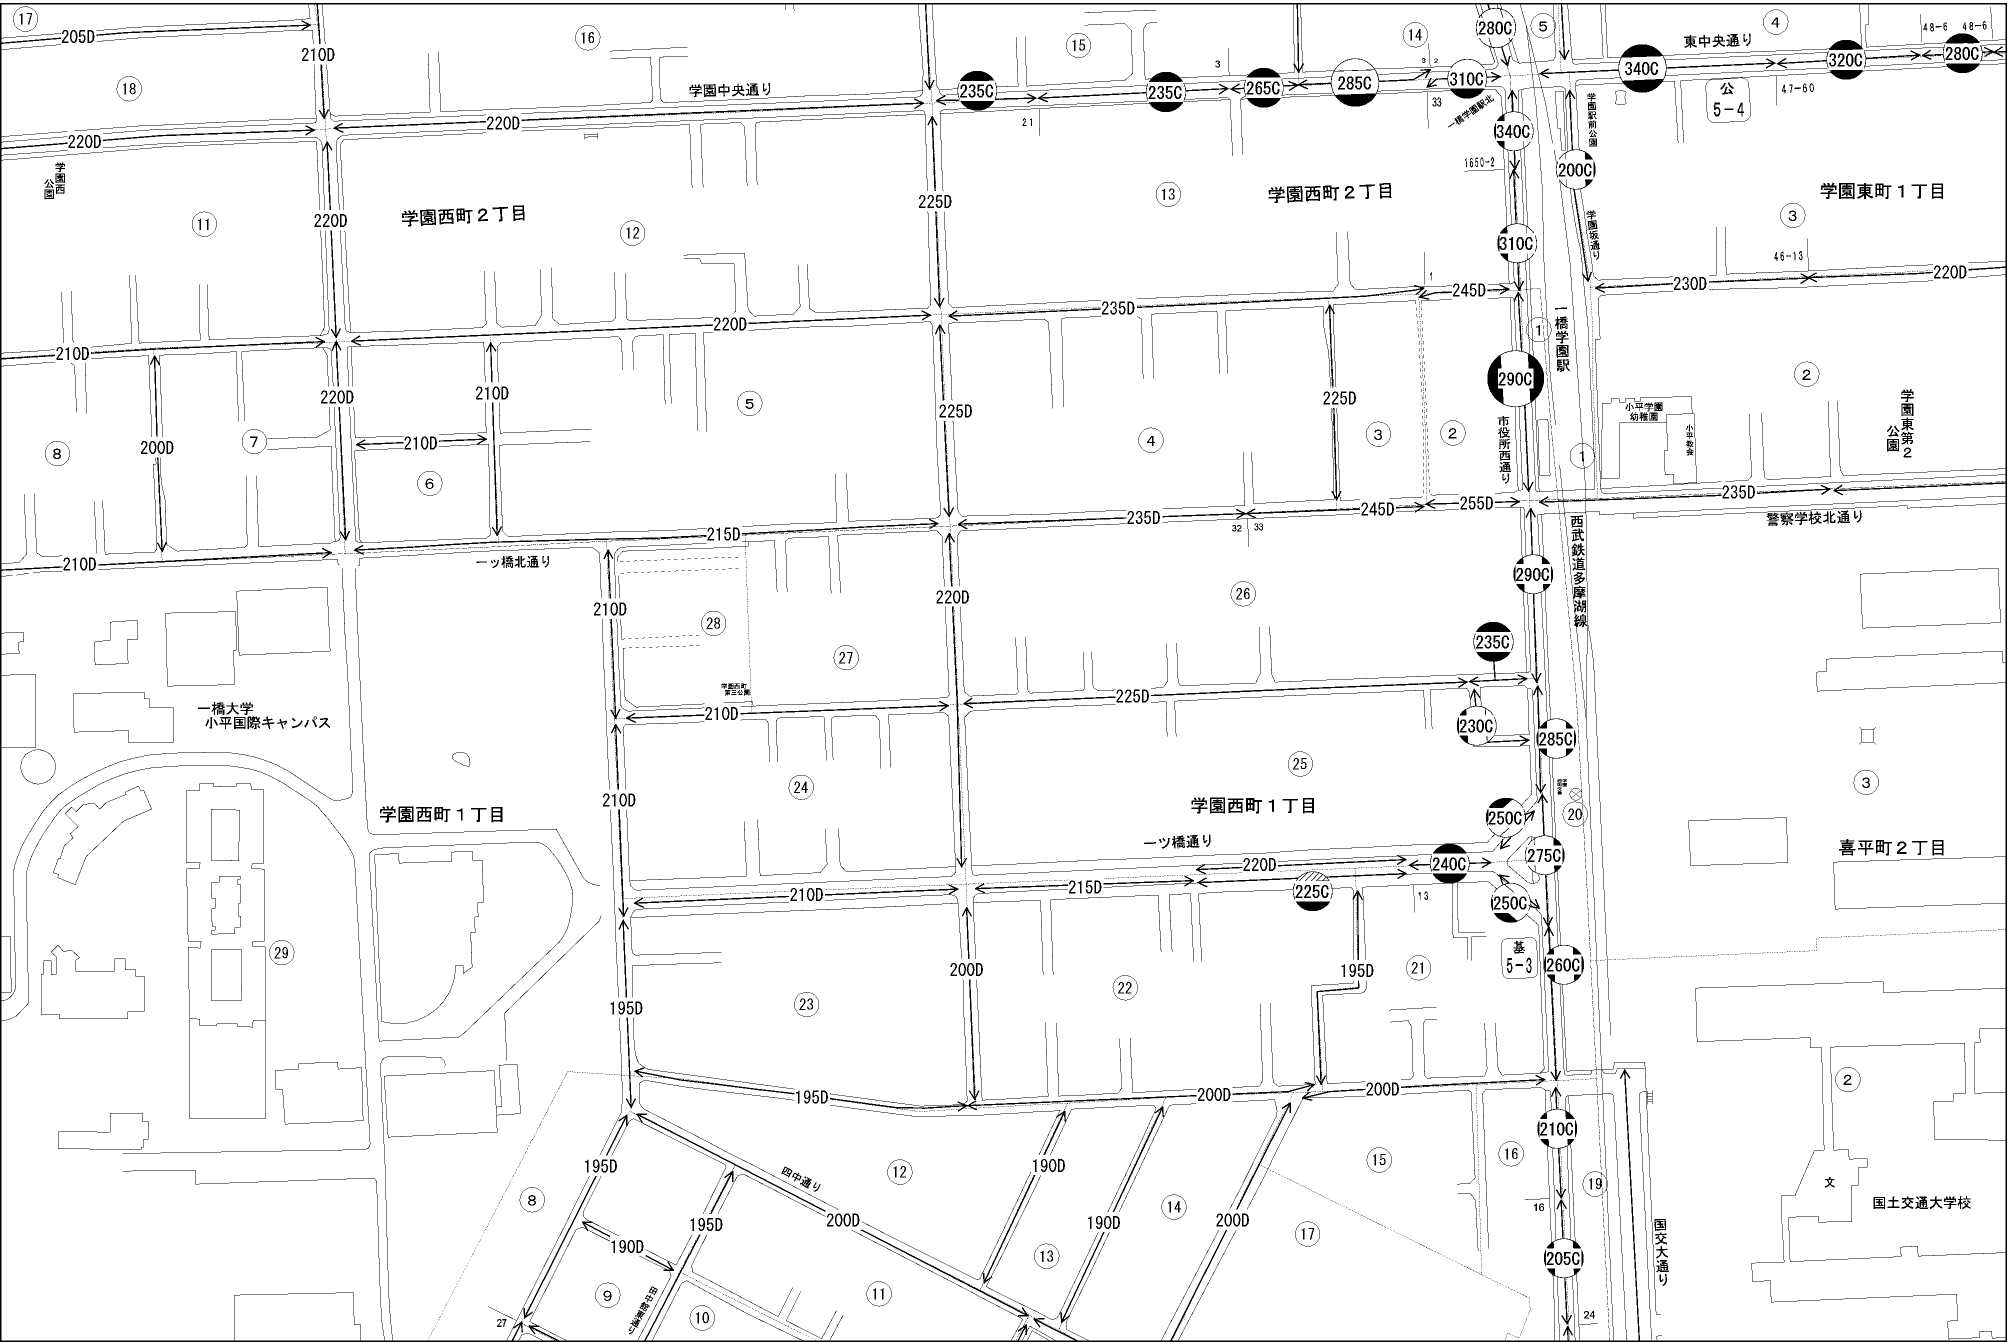 17
205D
210D
16
15
14
280C
5
4
48-6
48-6
東中央通り
18
学園中央通り
3
3
2
235C
235C
265C
285C
310C
340C
320C
280C
220D
220D
21
33
一橋学園駅北
47-60
公
5-4
学園駅前公園
340C
1650-2
200C
学園西
公園
11
220D
学園西町2丁目
12
225D
13
学園西町2丁目
310C
学園坂通り
学園東町1丁目
3
46-13
1
245D
230D
220D
210D
220D
235D
一橋学園駅
1
290C
2
220D
210D
5
225D
225D
小平学園
幼稚園
小平教会
学園東第2
公園
8
200D
7
210D
6
4
3
2
市役所西通り
1
215D
235D
32
33
245D
255D
235D
警察学校北通り
西武鉄道多摩湖線
210D
一ッ橋北通り
210D
28
27
220D
26
290C
235C
学園西町
第三公園
210D
225D
230C
285C
一橋大学
小平国際キャンパス
24
25
3
210D
学園西町1丁目
学園西町1丁目
250C
20
一ツ橋通り
220D
240C
275C
喜平町2丁目
210D
215D
225C
13
250C
基
5-3
260C
29
200D
195D
21
22
23
195D
195D
200D
200D
2
210C
195D
四中通り
12
190D
15
16
19
文
国土交通大学校
8
195D
200D
190D
14
200D
17
16
190D
13
205C
国交大通り
9
10
11
27
24